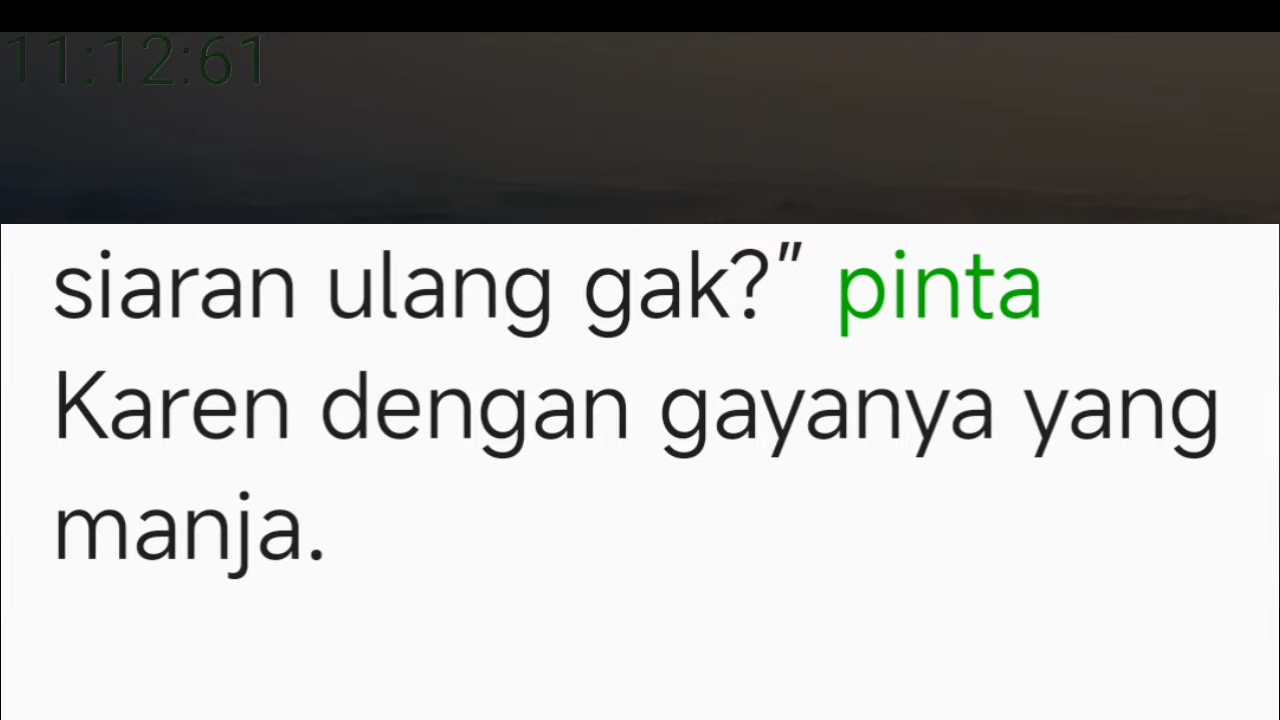 11:12:61
siaran ulang gak?” pinta
Karen dengan gayanya yang
manja.